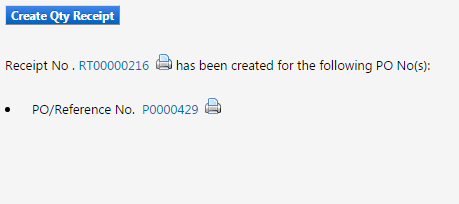 Create Qty Receipt
Receipt No . RT00000216 has been created for the following PO No(s):
• PO/Reference No. P0000429